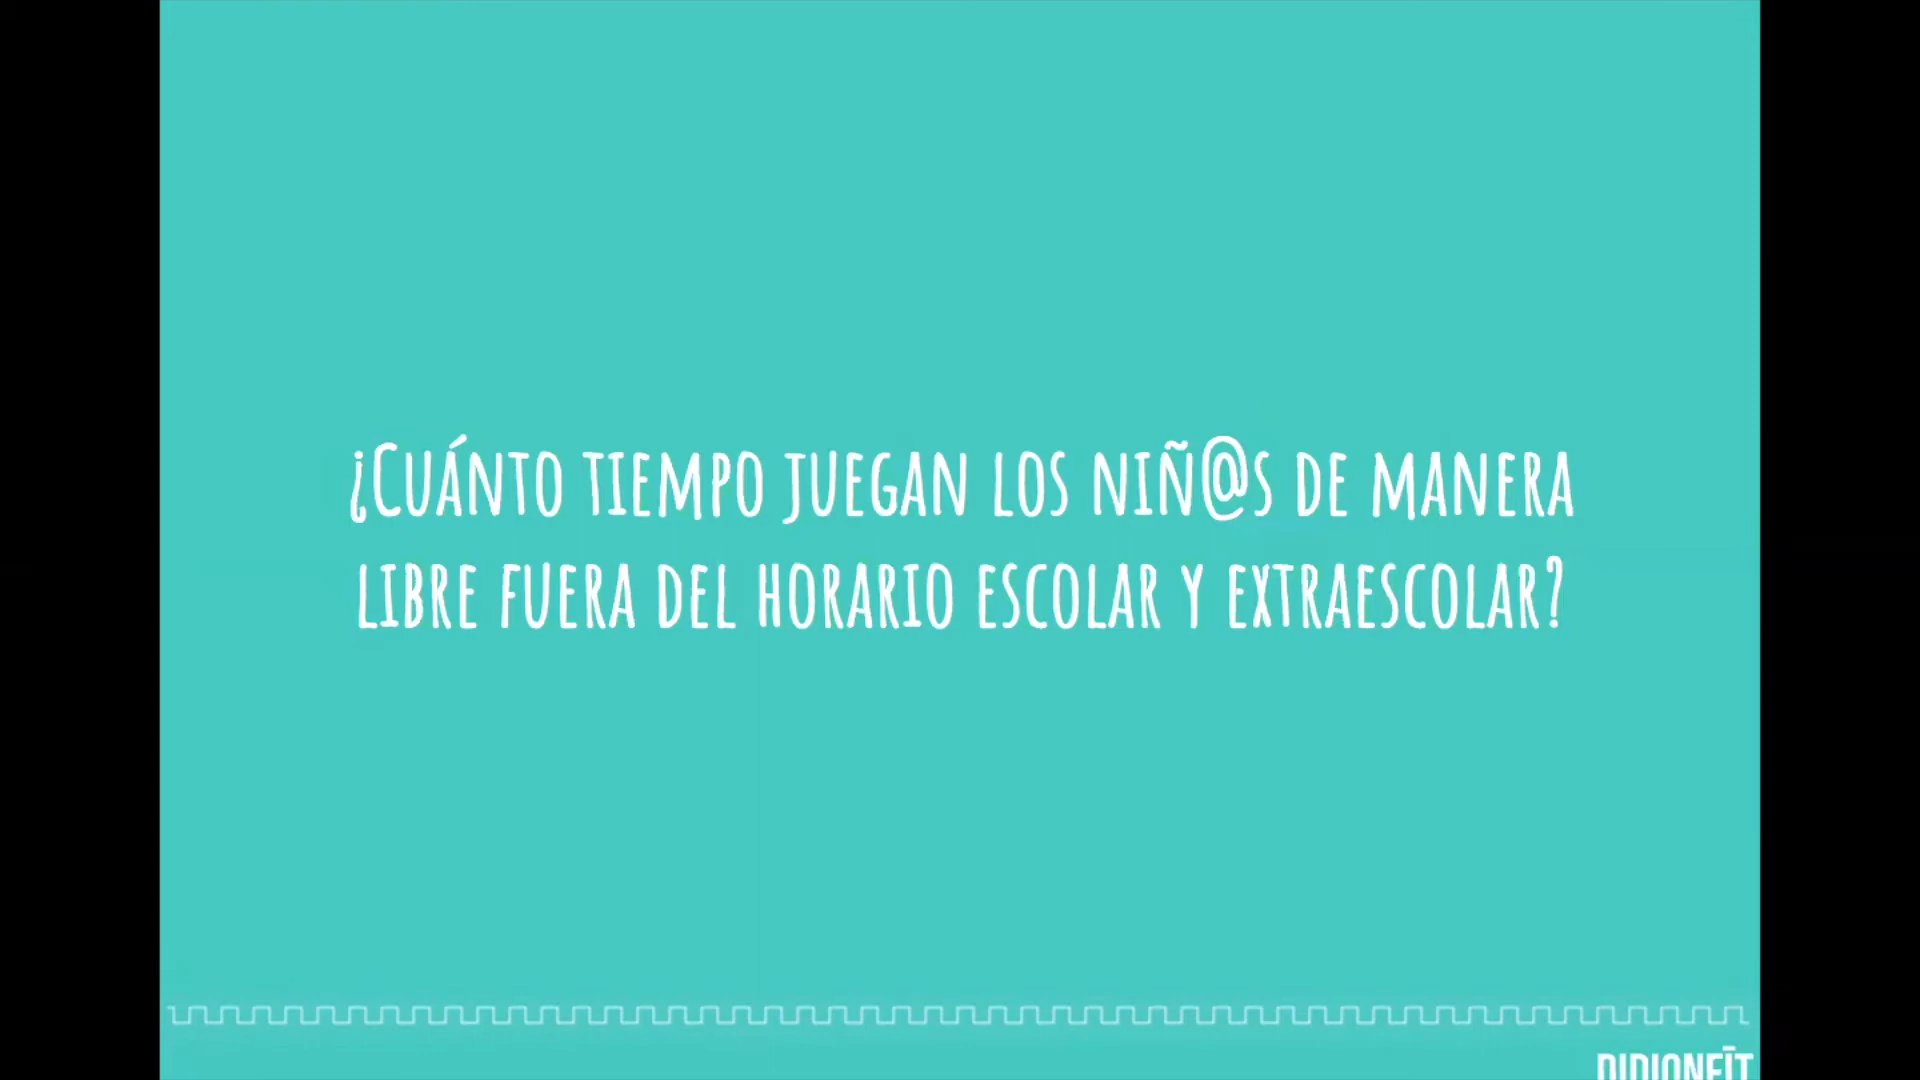 ¿Cuánto tiempo juegan los niñ@s de manera
libre fuera del horario escolar y extraescolar?